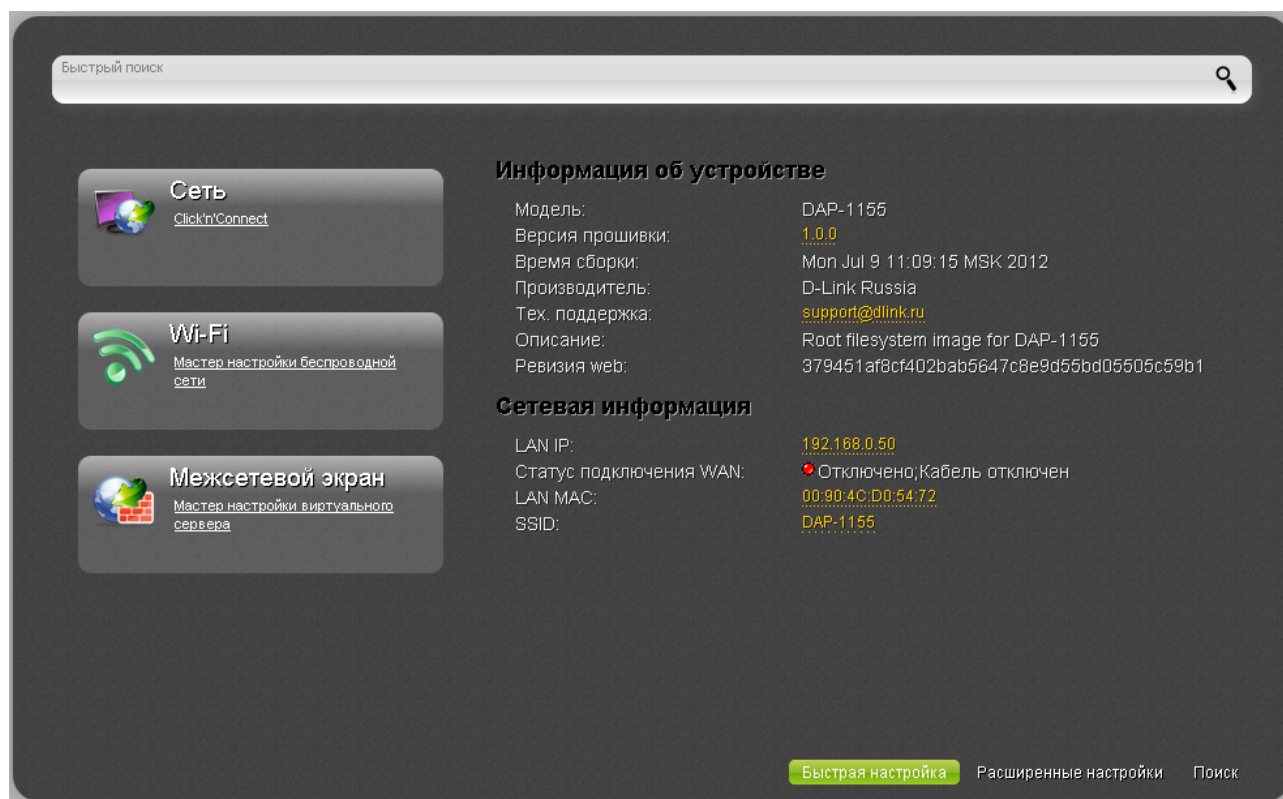 Быстрый поиск
Сеть
Click'n'Connect
Wi-Fi
Мастер настройки беспроводной
сети
Межсетевой экран
Мастер настройки виртуального
сервера
Информация об устройстве
Модель: DAP-1155
Версия прошивки: 1.0.0
Время сборки: Mon Jul 9 11:09:15 MSK 2012
Производитель: D-Link Russia
Тех. поддержка: support@dlink.ru
Описание: Root filesystem image for DAP-1155
Ревизия web: 379451af8cf402bab5647c8e9d55bd05505c59b1
Сетевая информация
LAN IP: 192.168.0.50
Статус подключения WAN: Отключено;Кабель отключен
LAN MAC: 00:90:4C:D0:54:72
SSID: DAP-1155
Быстрая настройка Расширенные настройки Поиск